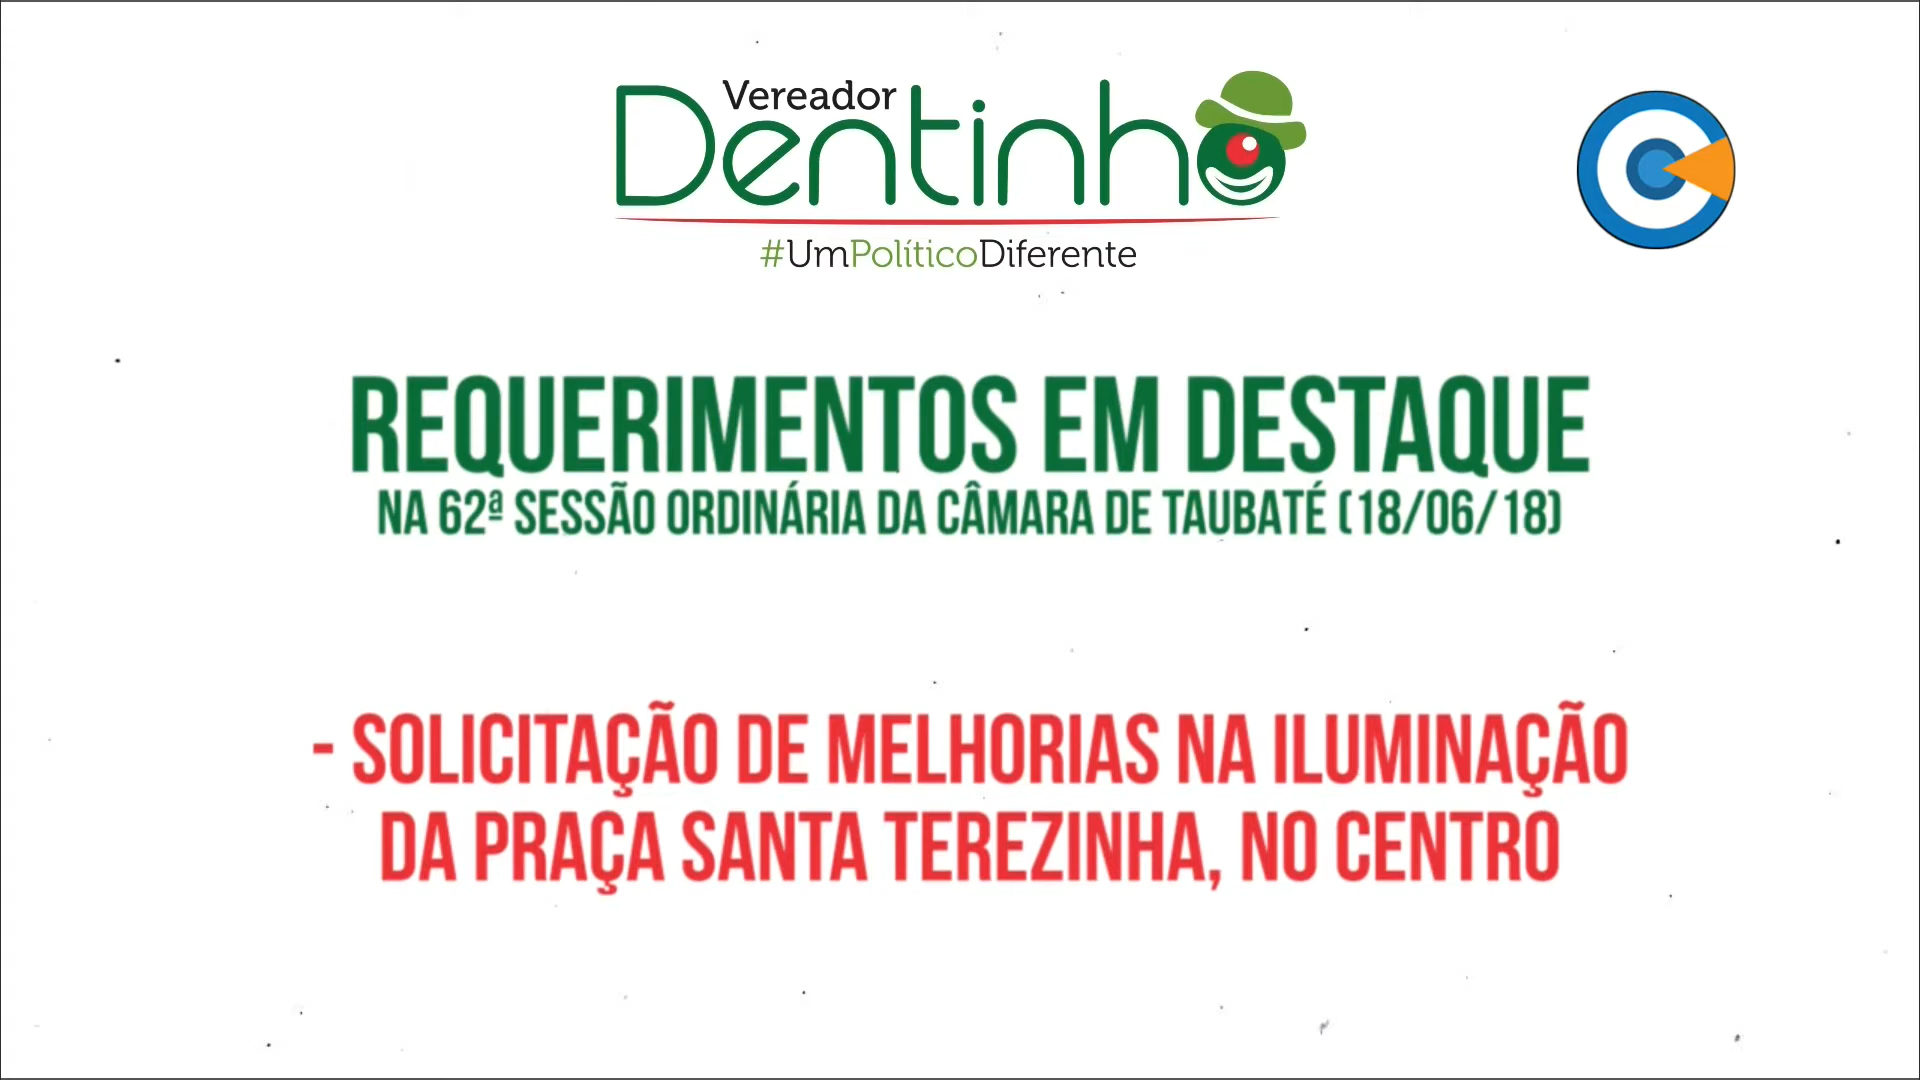 Vereador
Dentinho
#UmPolíticoDiferente
REQUERIMENTOS EM DESTAQUE
NA 62ª SESSÃO ORDINÁRIA DA CÂMARA DE TAUBATÉ (18/06/18)
- SOLICITAÇÃO DE MELHORIAS NA ILUMINAÇÃO
DA PRAÇA SANTA TEREZINHA, NO CENTRO